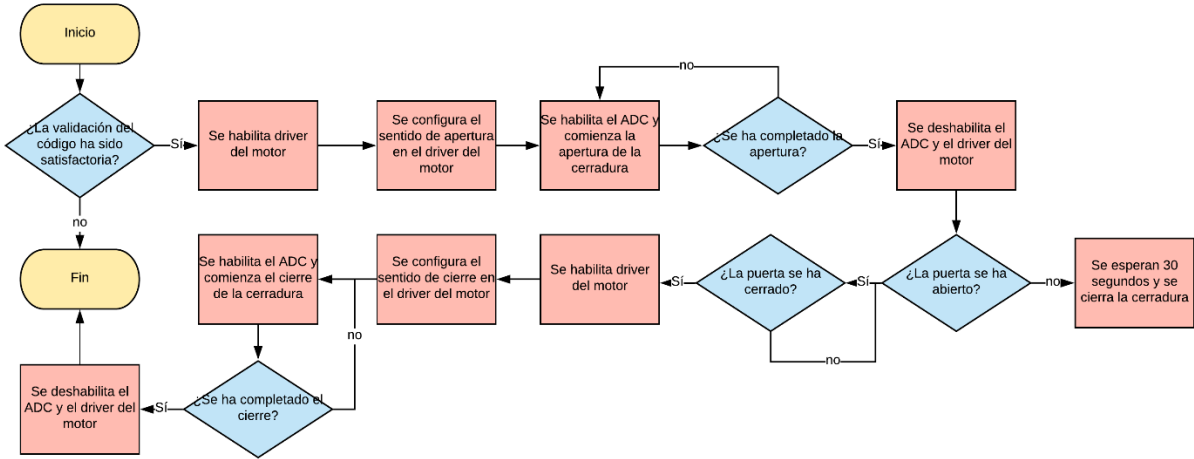 Inicio
¿La validación del
código ha sido
satisfactoria?
Sí
Se habilita driver
del motor
Se configura el
sentido de apertura
en el driver del
motor
Se habilita el ADC y
comienza la
apertura de la
cerradura
no
¿Se ha completado la
apertura?
Sí
Se deshabilita el
ADC y el driver del
motor
no
Fin
Se habilita el ADC y
comienza el cierre
de la cerradura
Se configura el
sentido de cierre en
el driver del motor
Se habilita driver
del motor
Sí
¿La puerta se ha
cerrado?
Sí
¿La puerta se ha
abierto?
no
Se esperan 30
segundos y se
cierra la cerradura
no
no
Se deshabilita el
ADC y el driver del
motor
Sí
¿Se ha completado el
cierre?